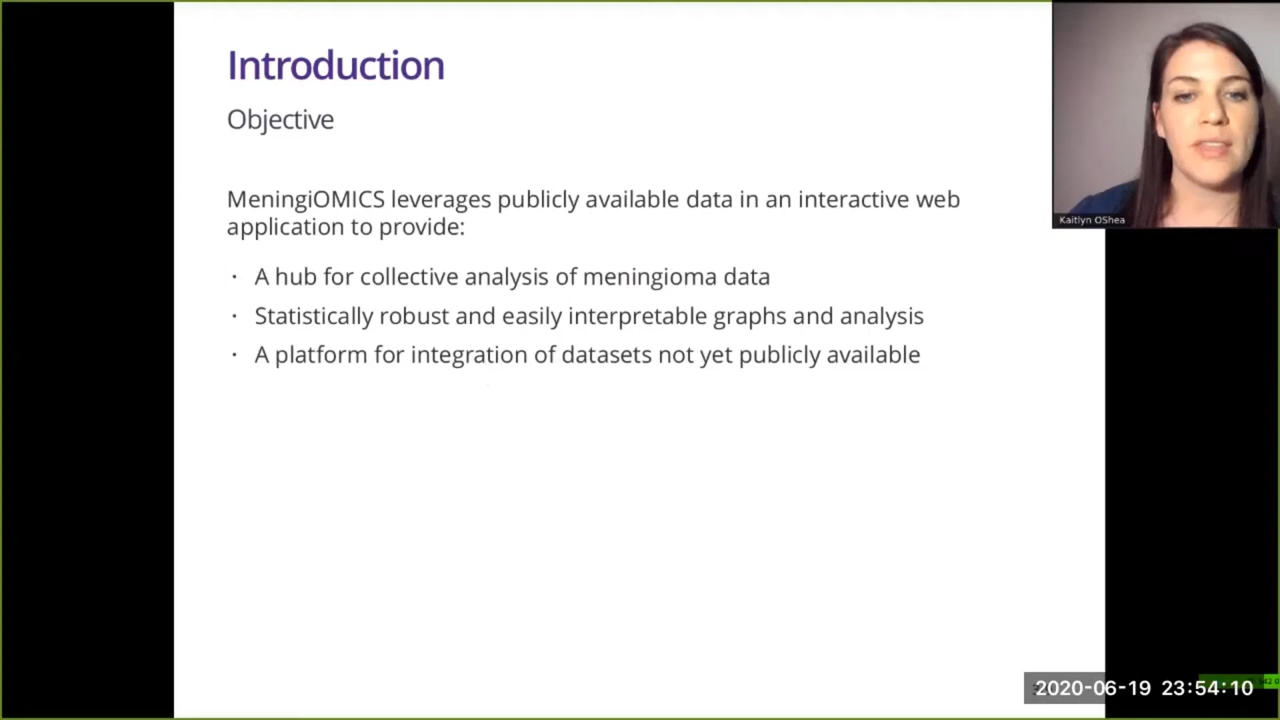 Introduction
Objective
MeningiOMICS leverages publicly available data in an interactive web
application to provide:
· A hub for collective analysis of meningioma data
· Statistically robust and easily interpretable graphs and analysis
· A platform for integration of datasets not yet publicly available
Kaitlyn OShea
2020-06-19 23:54:10